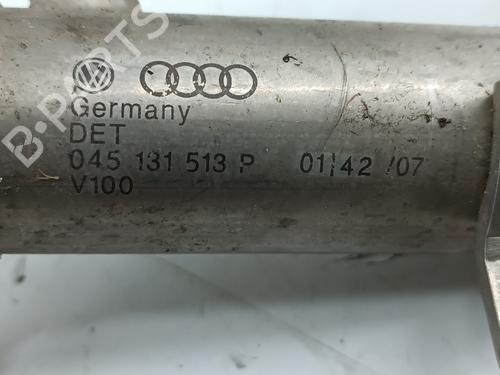 B-PARTS
Germany
DET
045 131 513 P 01/42 /07
V100